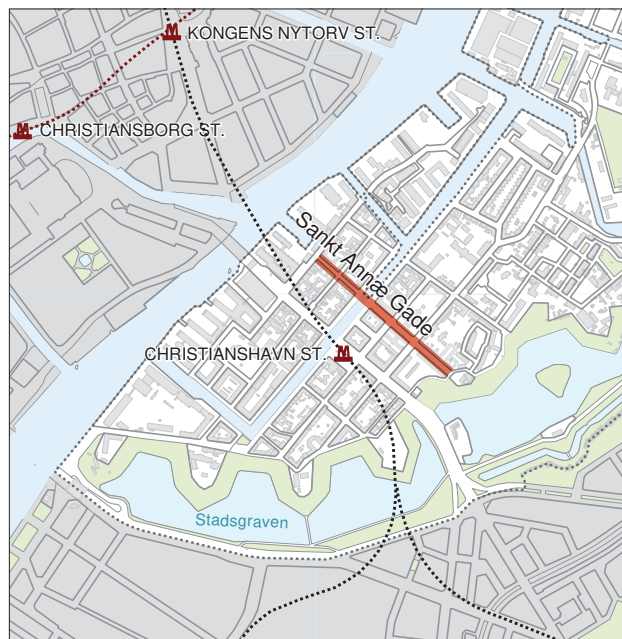 KONGENS NYTORV ST.
CHRISTIANSBORG ST.
Sankt Annæ Gade
CHRISTIANSHAVN ST.
Stadsgraven